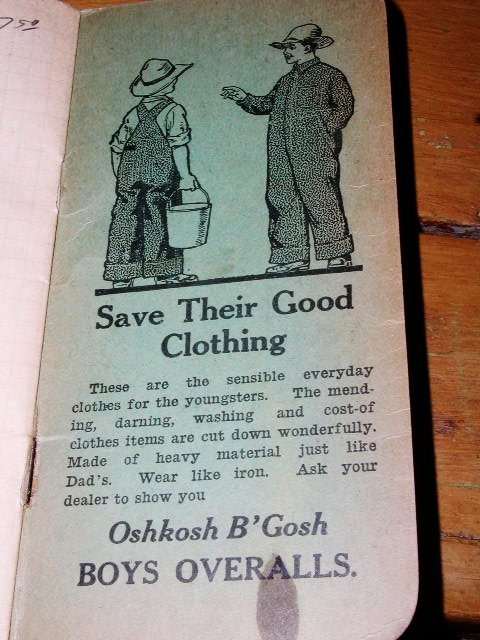 7.50
Save Their Good
Clothing
These are the sensible everyday
clothes for the youngsters. The mend-
ing, darning, washing and cost-of
clothes items are cut down wonderfully.
Made of heavy material just like
Dad's. Wear like iron. Ask your
dealer to show you
Oshkosh B'Gosh
BOYS OVERALLS.